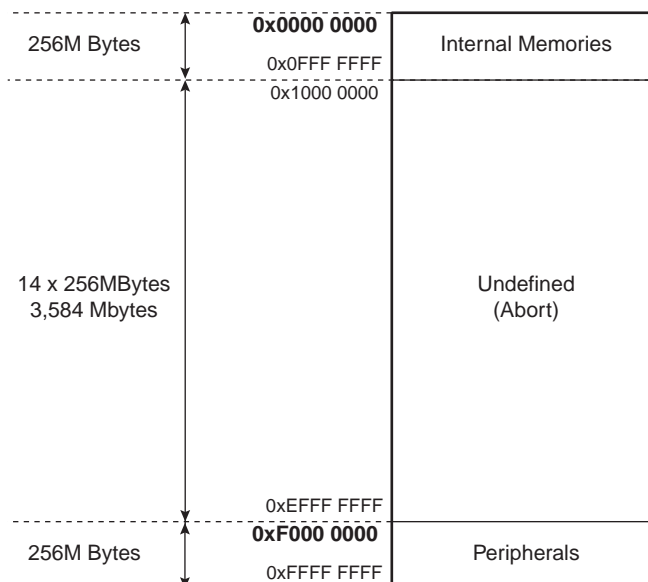 0x0000 0000
256M Bytes
Internal Memories
0x0FFF FFFF
0x1000 0000
14 x 256MBytes
3,584 Mbytes
Undefined
(Abort)
0xEFFF FFFF
0xF000 0000
256M Bytes
Peripherals
0xFFFF FFFF